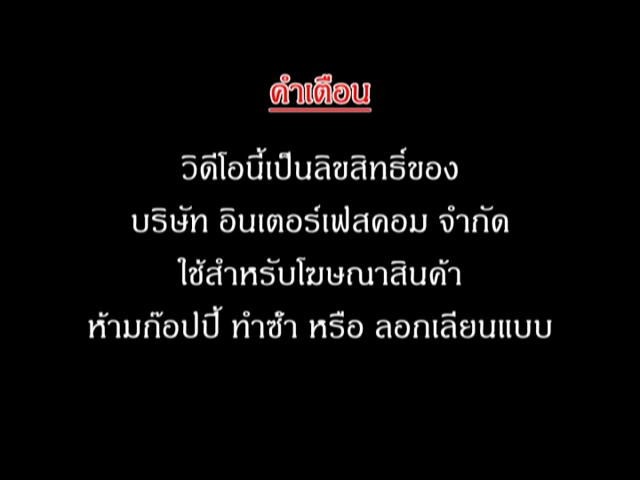 คำเตือน
วิดีโอนี้เป็นลิขสิทธิ์ของ
บริษัท อินเตอร์เฟสคอม จำกัด
ใช้สำหรับโฆษณาสินค้า
ห้ามก๊อปปี้ ทำซ้ำ หรือ ลอกเลียนแบบ